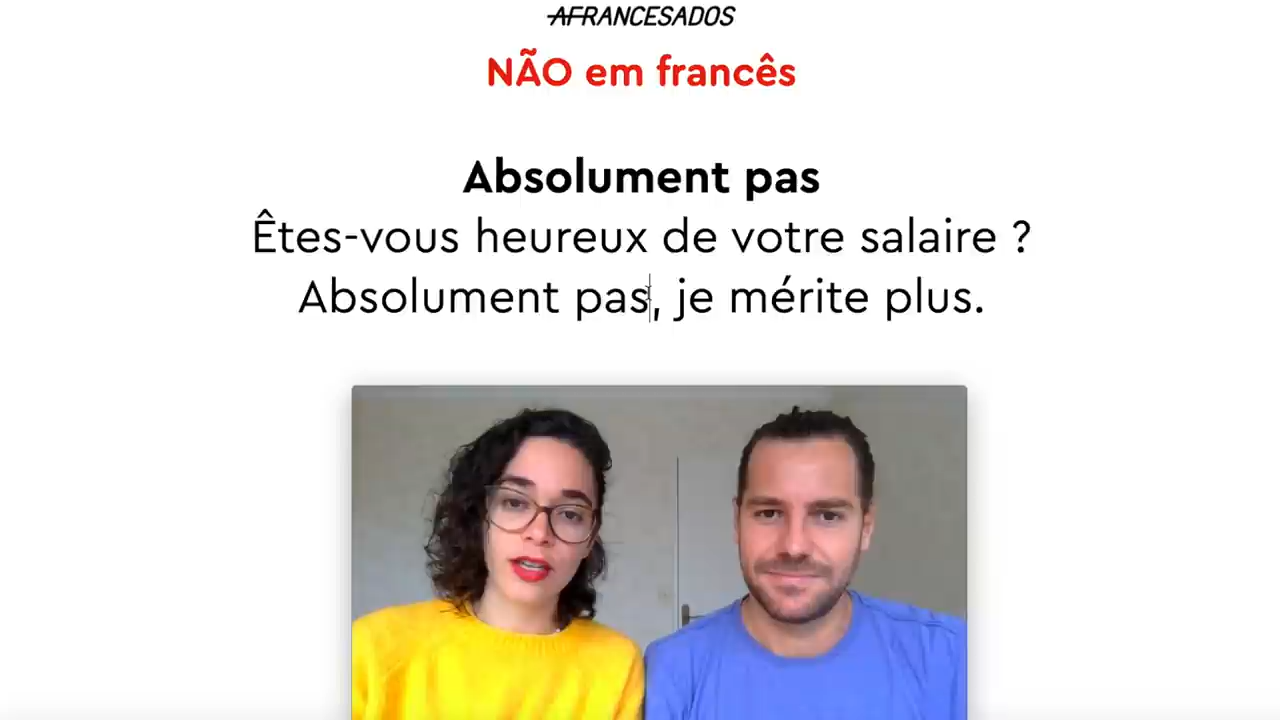 AFRANCESADOS
NÃO em francês
Absolument pas
Êtes-vous heureux de votre salaire ?
Absolument pas, je mérite plus.